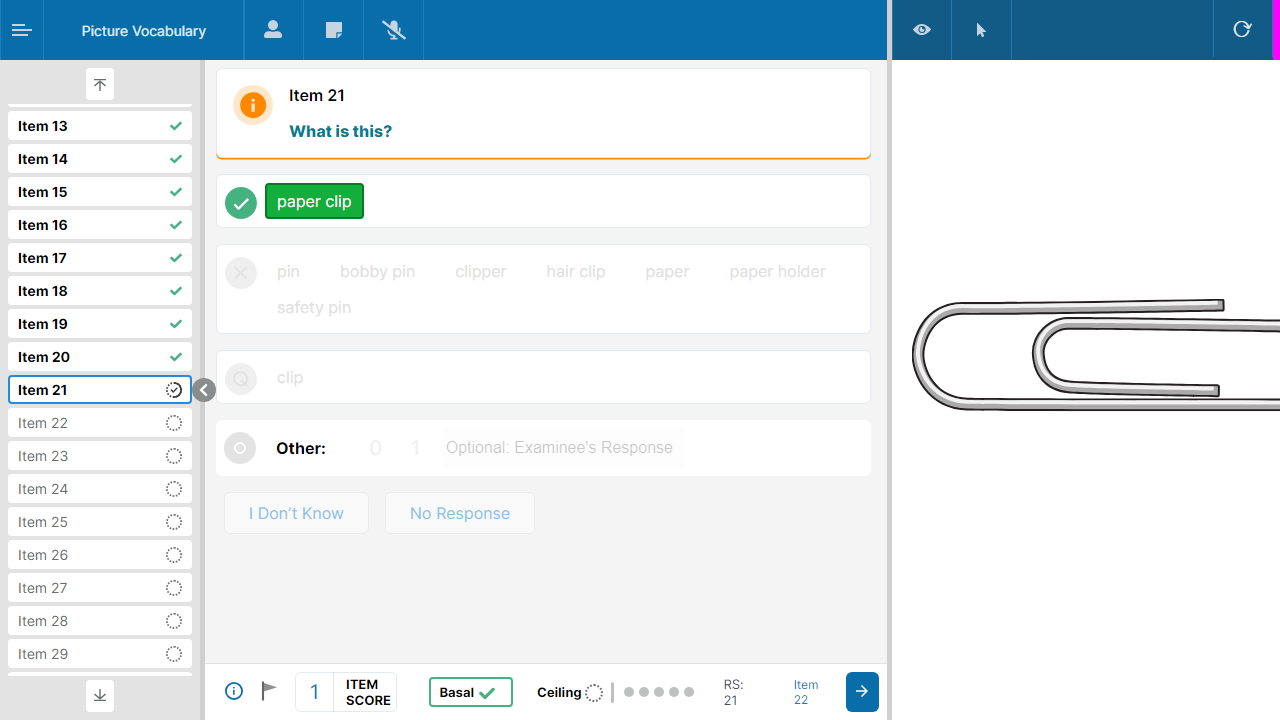 Picture Vocabulary
Item 13
Item 14
Item 15
Item 16
Item 17
Item 18
Item 19
Item 20
Item 21
Item 22
Item 23
Item 24
Item 25
Item 26
Item 27
Item 28
Item 29
Item 21
What is this?
paper clip
pin bobby pin clipper hair clip paper paper holder
safety pin
Q clip
Other: 0 1 Optional: Examinee's Response
I Don't Know No Response
1 ITEM SCORE
Basal
Ceiling
RS: 21
Item 22